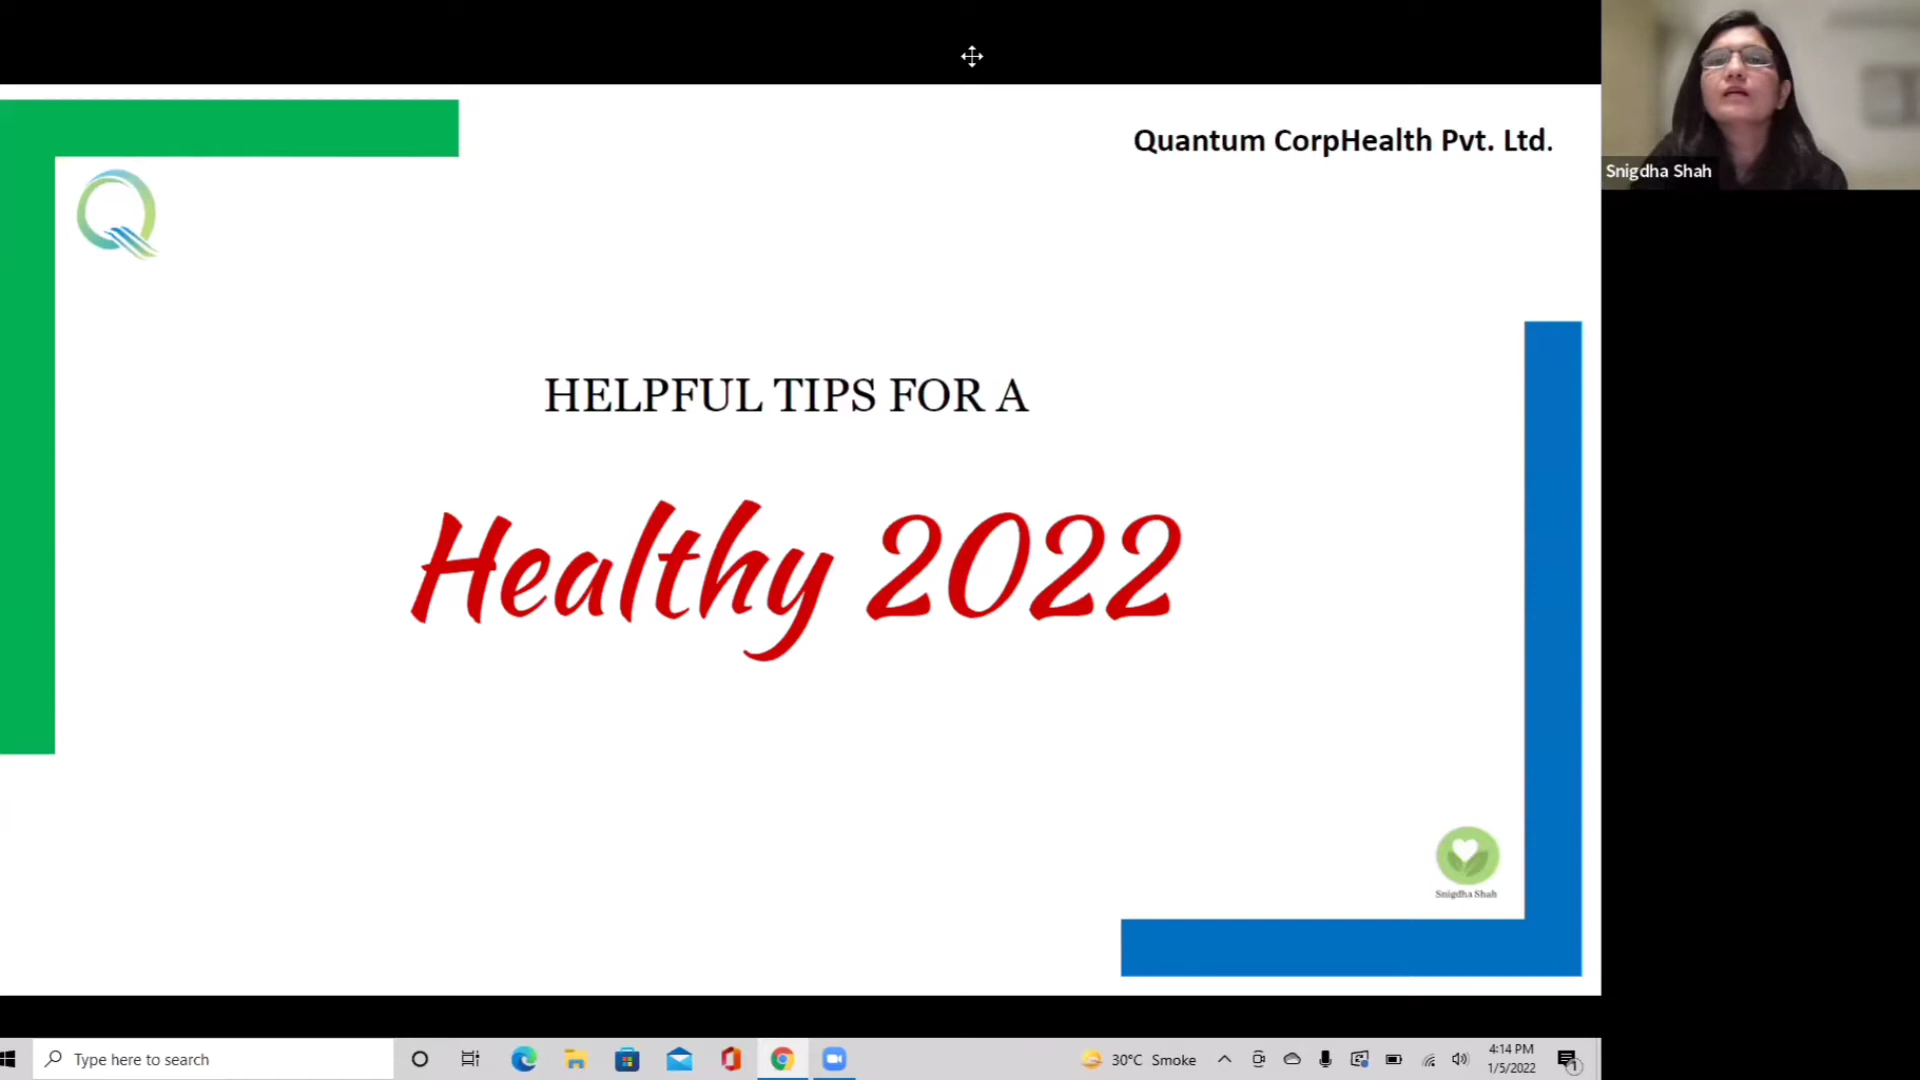 Quantum CorpHealth Pvt. Ltd.
Snigdha Shah
HELPFUL TIPS FOR A
Healthy 2022
Snigdha Shah
Type here to search
30°C Smoke
4:14 PM
1/5/2022
1